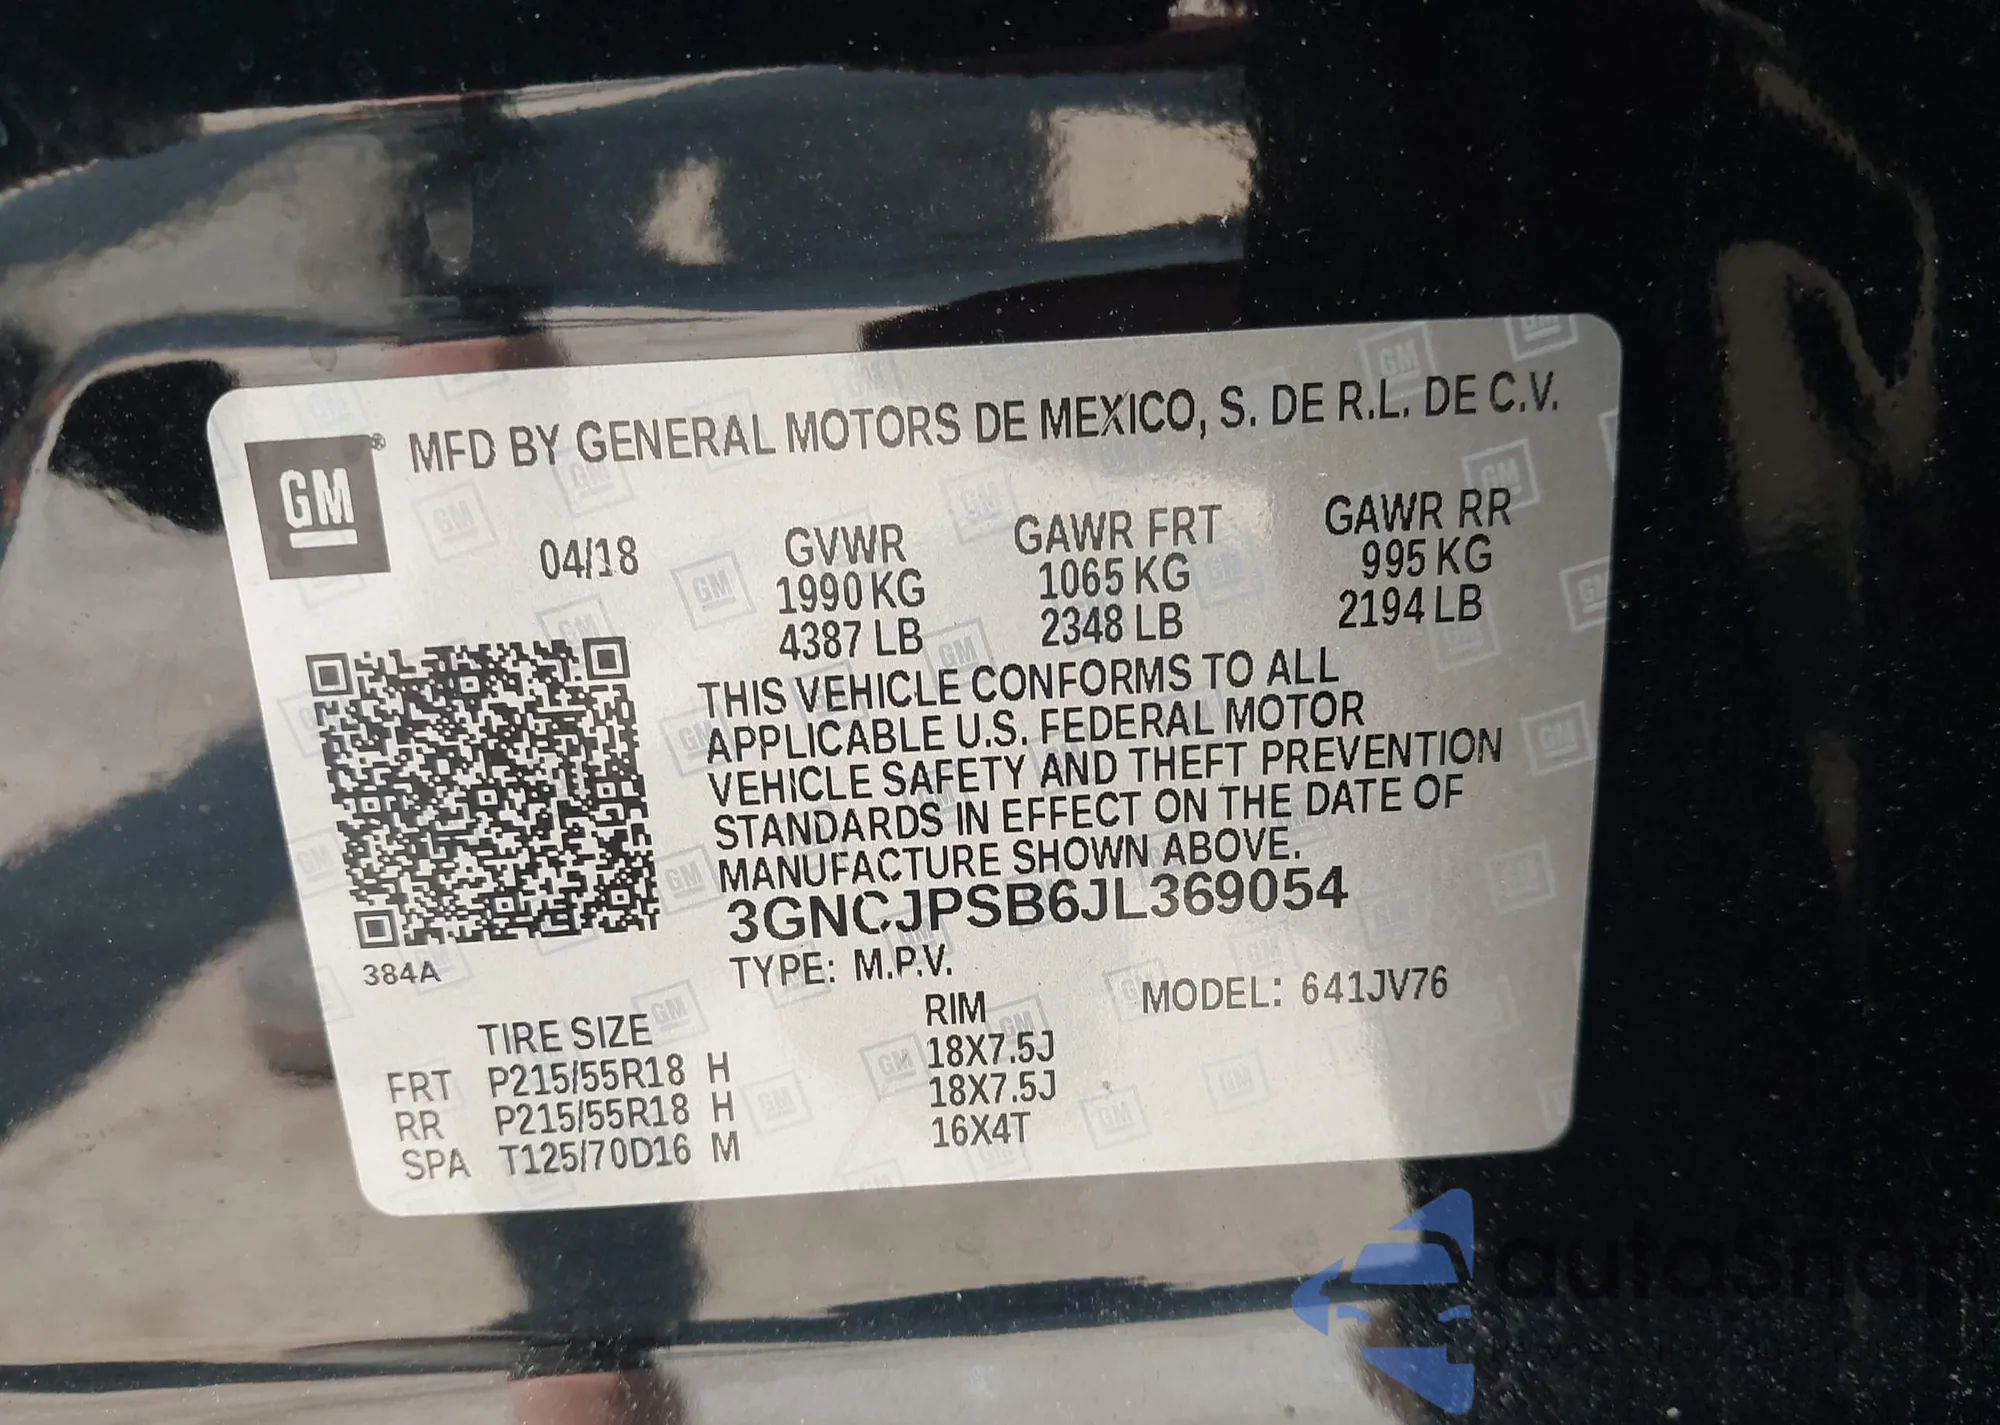 GM® MFD BY GENERAL MOTORS DE MEXICO, S. DE R.L. DE C.V.
04/18 GVWR GAWR FRT GAWR RR
1990 KG 1065 KG 995 KG
4387 LB 2348 LB 2194 LB
THIS VEHICLE CONFORMS TO ALL
APPLICABLE U.S. FEDERAL MOTOR
VEHICLE SAFETY AND THEFT PREVENTION
STANDARDS IN EFFECT ON THE DATE OF
MANUFACTURE SHOWN ABOVE.
3GNCJPSB6JL369054
384A
TYPE: M.P.V. MODEL: 641JV76
TIRE SIZE RIM
FRT P215/55R18 H 18X7.5J
RR P215/55R18 H 18X7.5J
SPA T125/70D16 M 16X4T
autoSnap